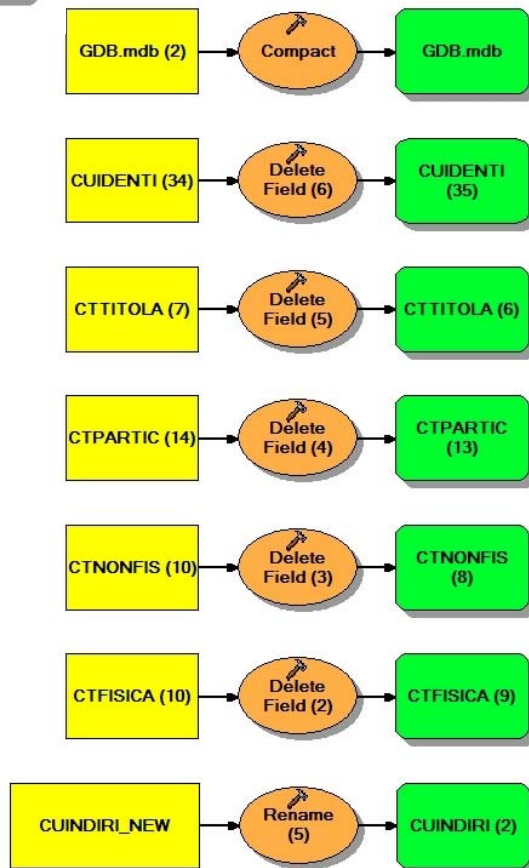 GDB.mdb (2)
Compact
GDB.mdb
CUIDENTI (34)
Delete
Field (6)
CUIDENTI
(35)
CTTITOLA (7)
Delete
Field (5)
CTTITOLA (6)
CTPARTIC (14)
Delete
Field (4)
CTPARTIC
(13)
CTNONFIS (10)
Delete
Field (3)
CTNONFIS
(8)
CTFISICA (10)
Delete
Field (2)
CTFISICA (9)
CUINDIRI_NEW
Rename
(5)
CUINDIRI (2)